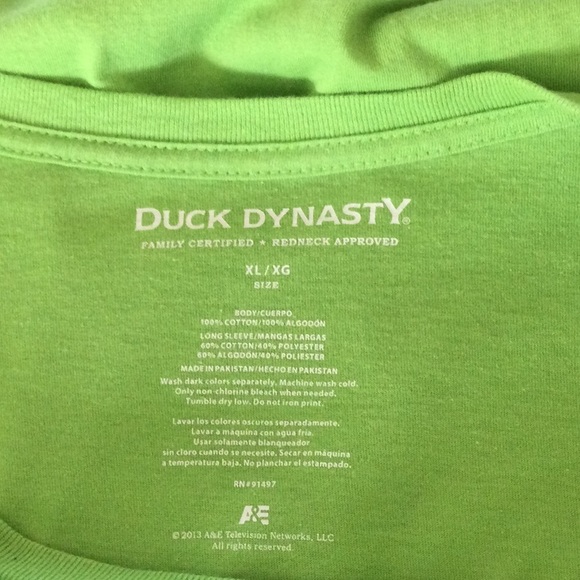 DUCK DYNASTY®
FAMILY CERTIFIED ★ REDNECK APPROVED
XL/XG
SIZE
BODY/CUERPO
100% COTTON/100% ALGODÓN
LONG SLEEVE/MANGAS LARGAS
60% COTTON/40% POLYESTER
60% ALGODÓN/40% POLIESTER
MADE IN PAKISTAN/HECHO EN PAKISTAN
Wash dark colors separately. Machine wash cold.
Only non-chlorine bleach when needed.
Tumble dry low. Do not iron print.
Lavar los colores oscuros separadamente.
Lavar a máquina con agua fría.
Usar solamente blanqueador
sin cloro cuando se necesite. Secar en máquina
a temperatura baja. No planchar el estampado.
RN#91497
A&E
© 2013 A&E Television Networks, LLC
All rights reserved.